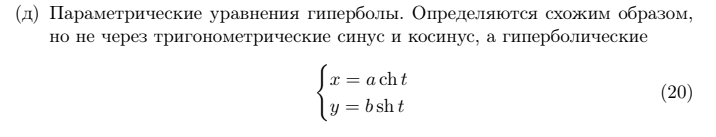 (д) Параметрические уравнения гиперболы. Определяются схожим образом,
но не через тригонометрические синус и косинус, а гиперболические
x = a ch t
y = b sh t
(20)